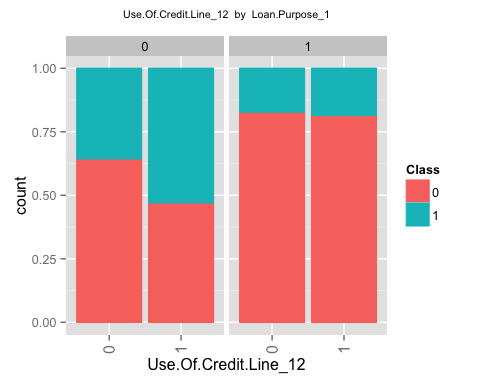 Use.Of.Credit.Line_12 by Loan.Purpose_1
0 1
1.00
0.75
0.50
0.25
0.00
count
0 1 0 1
Use.Of.Credit.Line_12
Class
0
1